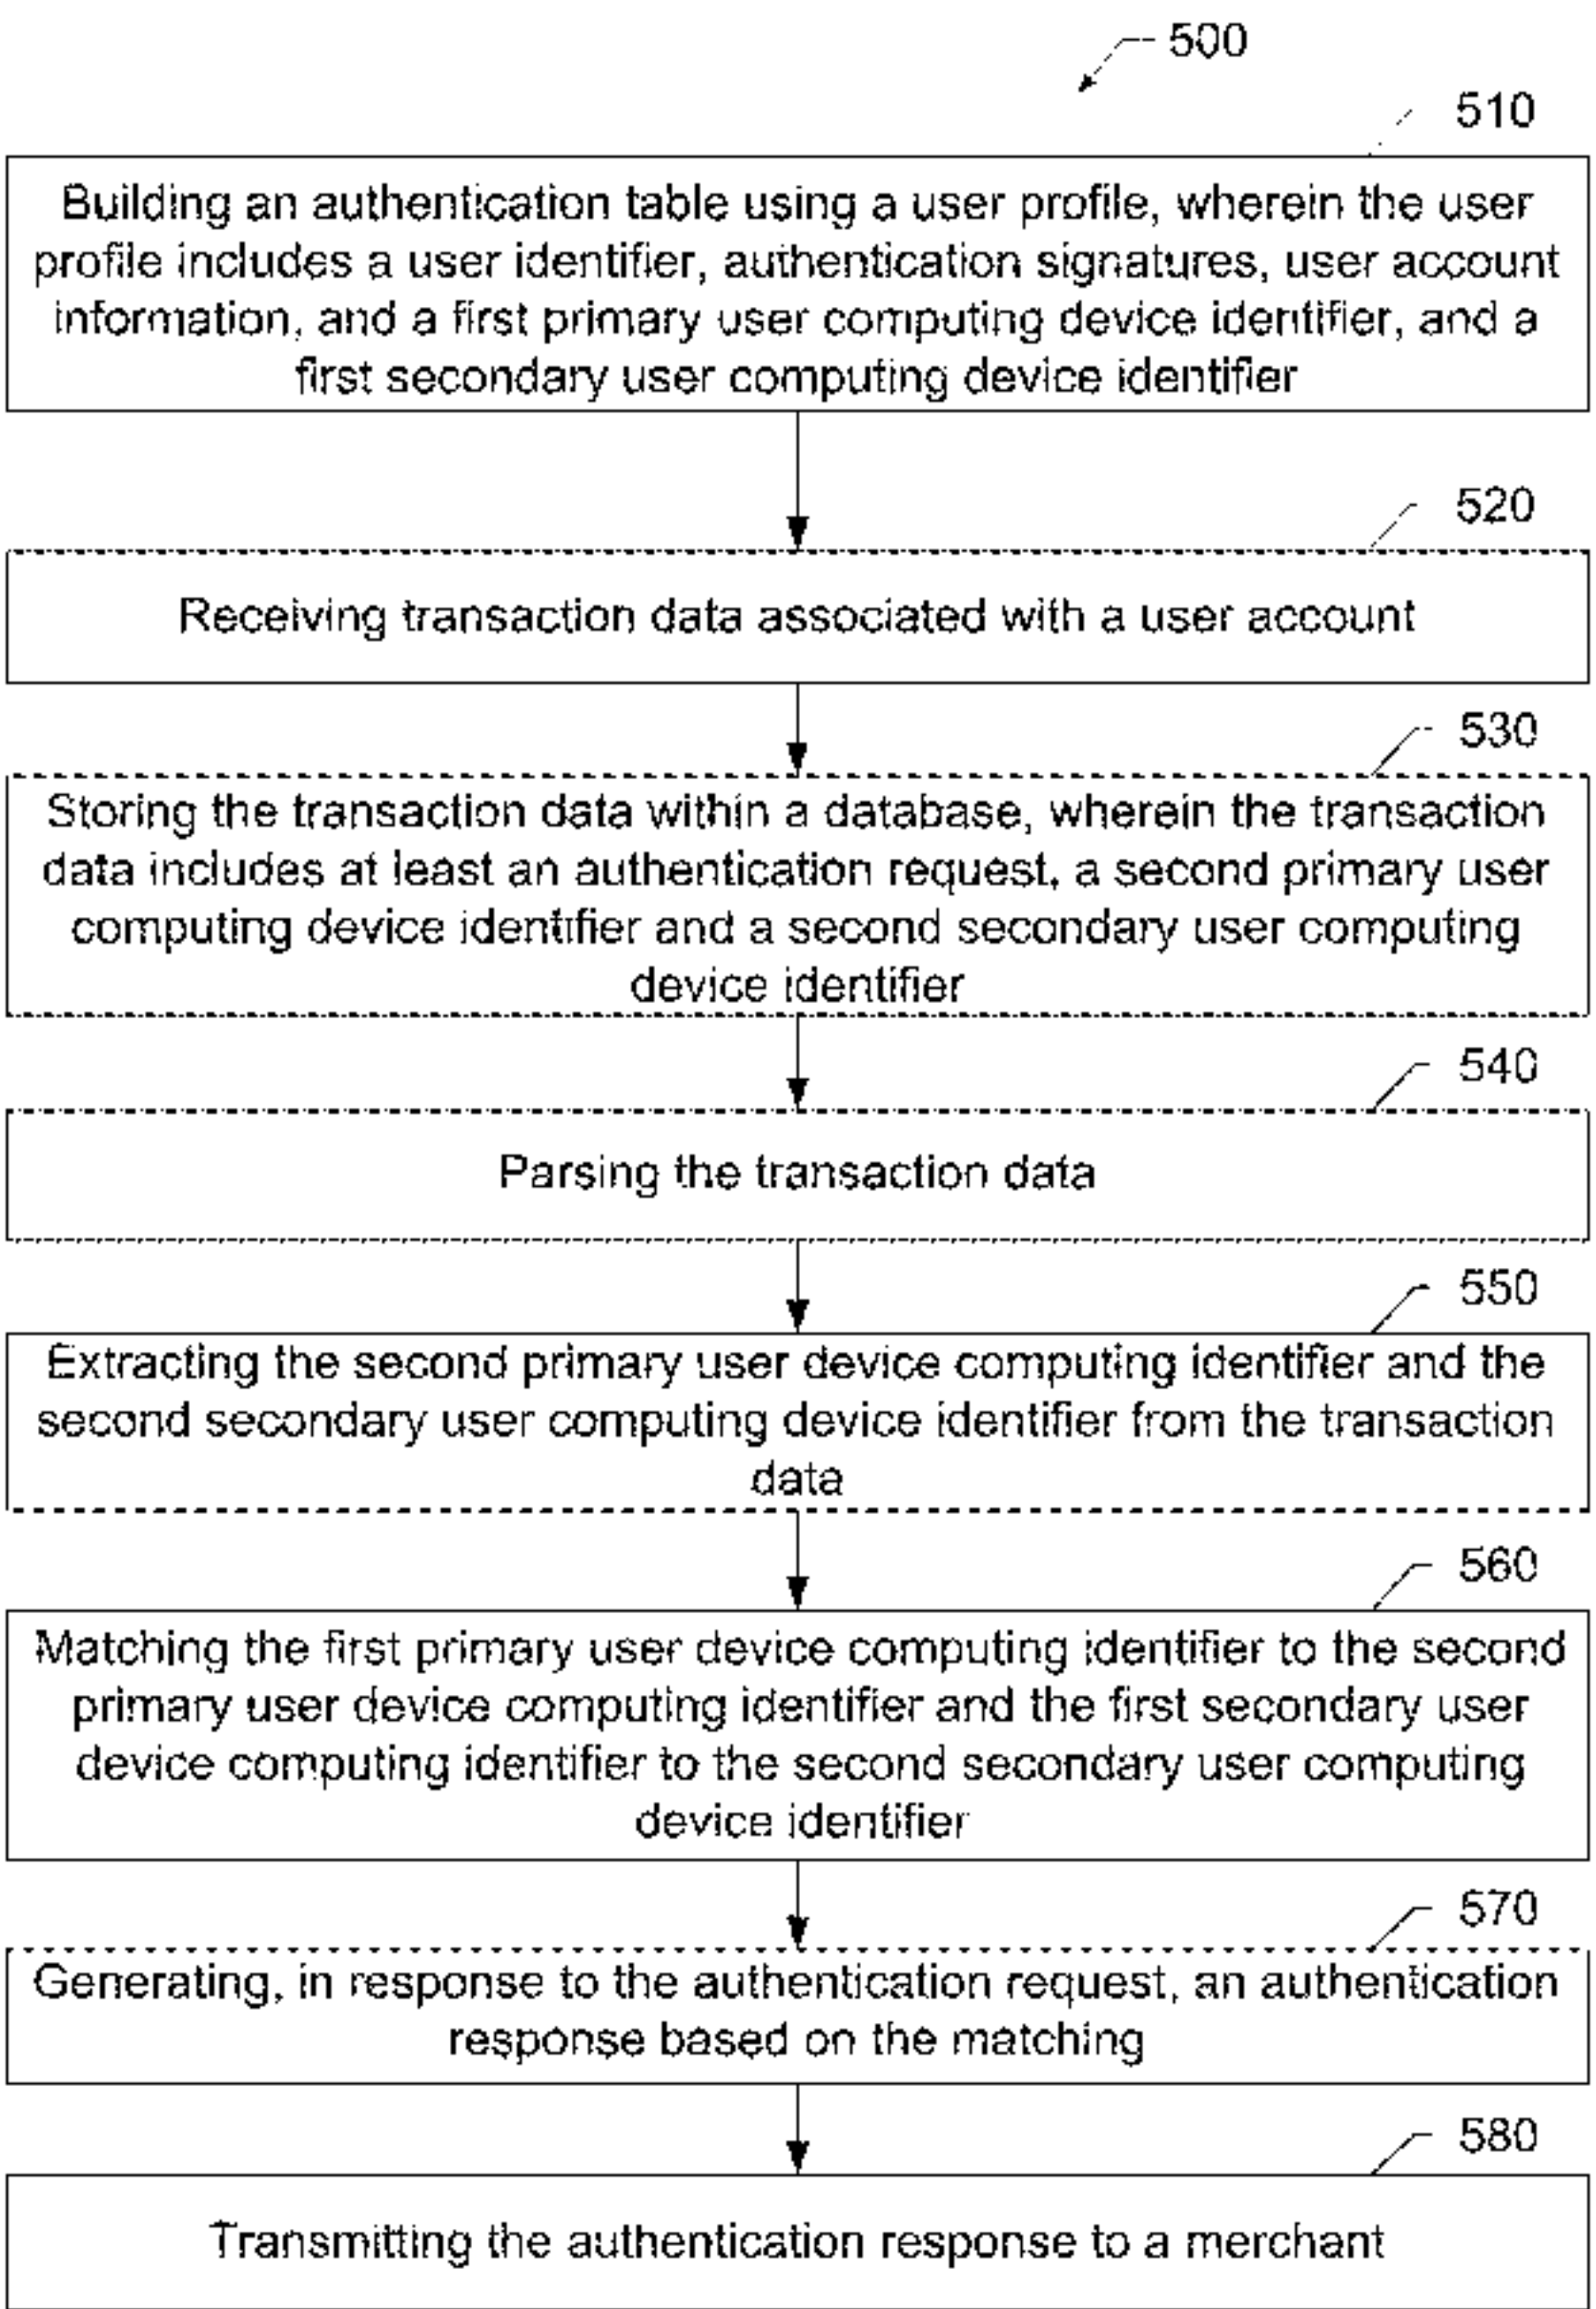 500
510
Building an authentication table using a user profile, wherein the user
profile includes a user identifier, authentication signatures, user account
information, and a first primary user computing device identifier, and a
first secondary user computing device identifier
520
Receiving transaction data associated with a user account
530
Storing the transaction data within a database, wherein the transaction
data includes at least an authentication request, a second primary user
computing device identifier and a second secondary user computing
device identifier
540
Parsing the transaction data
550
Extracting the second primary user device computing identifier and the
second secondary user computing device identifier from the transaction
data
560
Matching the first primary user device computing identifier to the second
primary user device computing identifier and the first secondary user
device computing identifier to the second secondary user computing
device identifier
570
Generating, in response to the authentication request, an authentication
response based on the matching
580
Transmitting the authentication response to a merchant